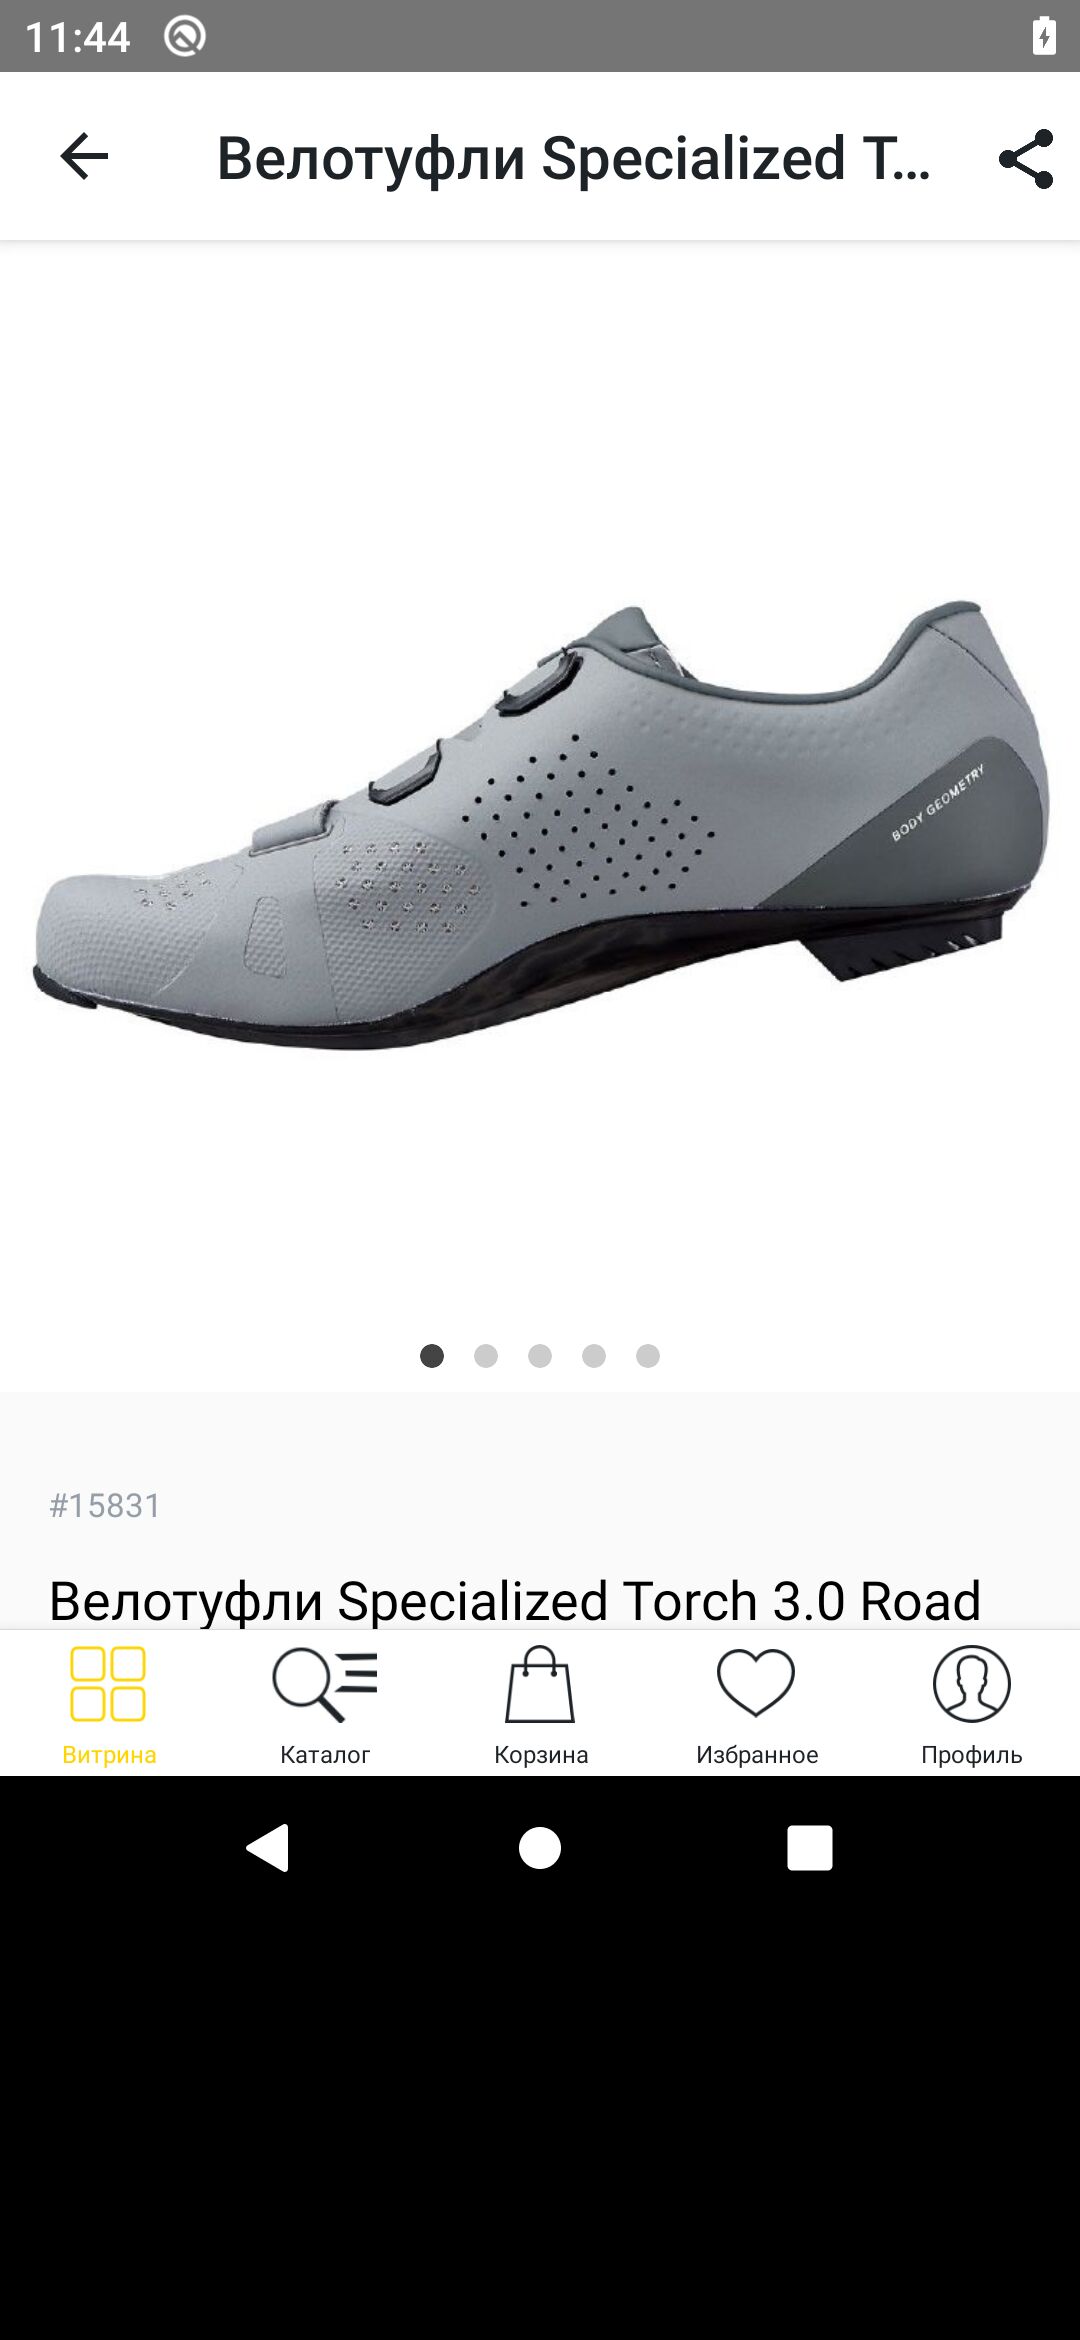 11:44
Велотуфли Specialized T...
BODY GEOMETRY
#15831
Велотуфли Specialized Torch 3.0 Road
Витрина
Каталог
Корзина
Избранное
Профиль